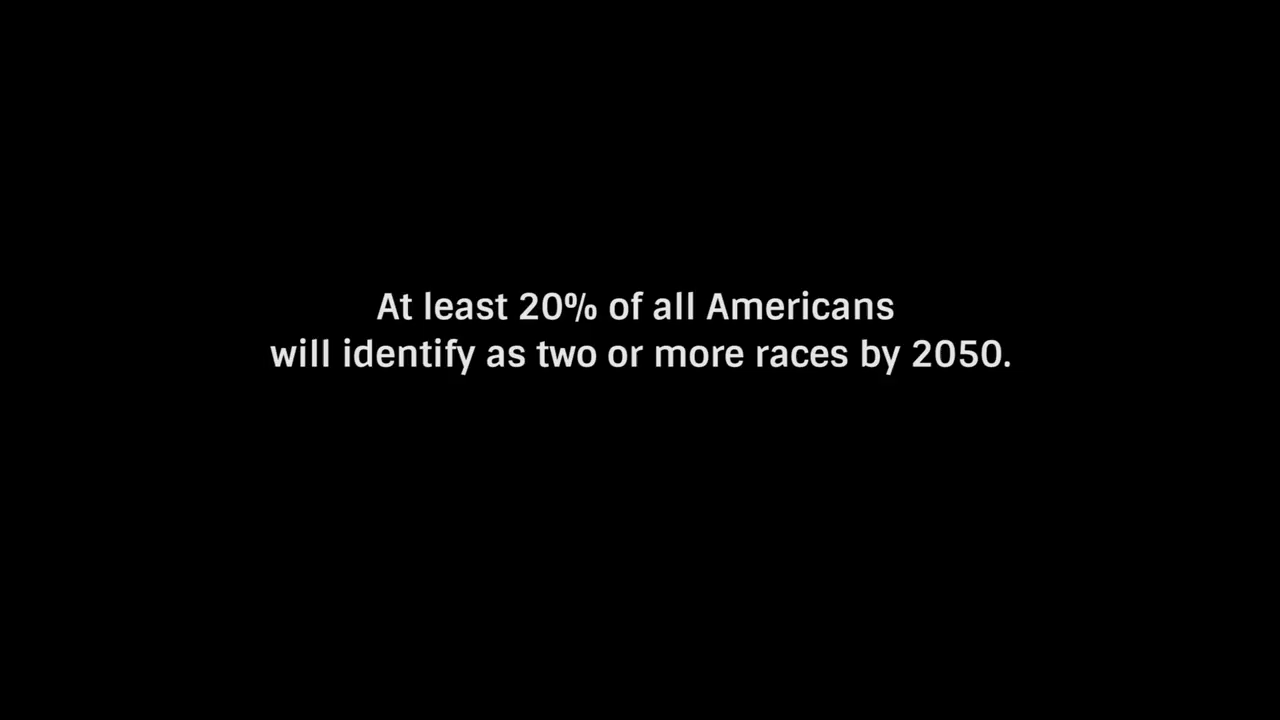 At least 20% of all Americans
will identify as two or more races by 2050.